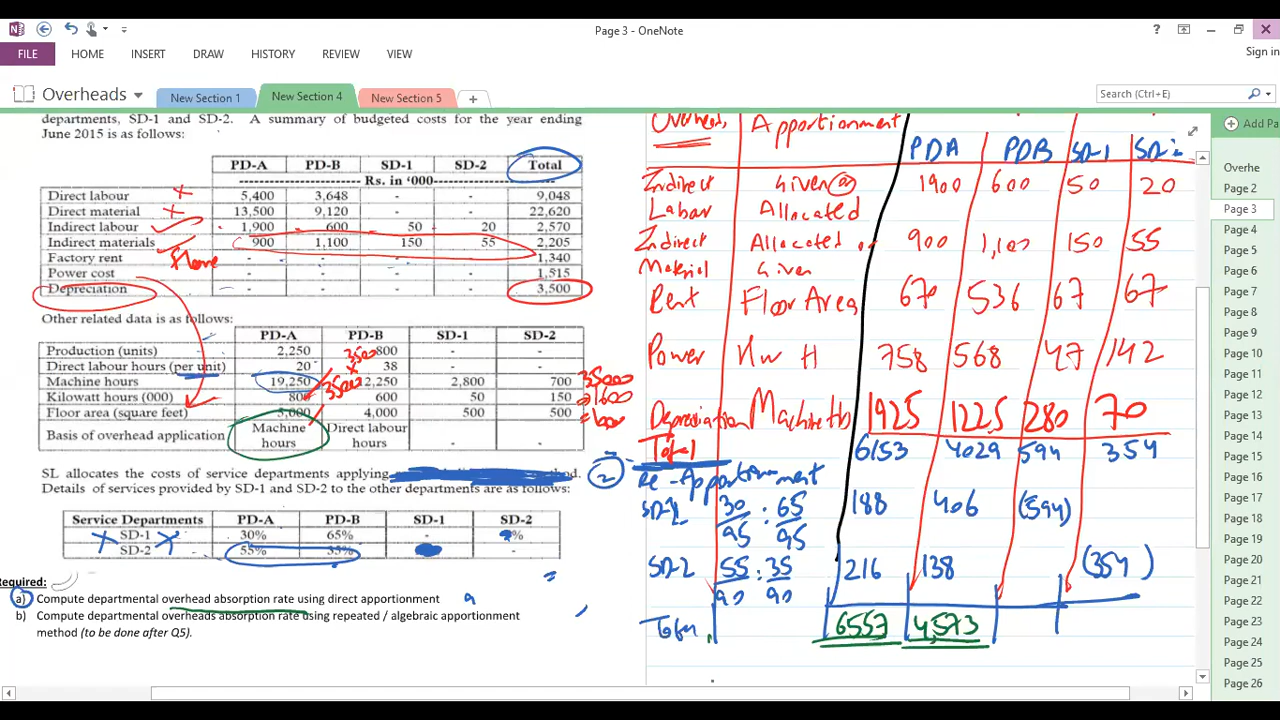 Page 3 - OneNote
Sign in
FILE HOME INSERT DRAW HISTORY REVIEW VIEW
Overheads New Section 1 New Section 4 New Section 5 Search (Ctrl+E)
departments, SD-1 and SD-2. A summary of budgeted costs for the year ending
June 2015 is as follows:
PD-A PD-B SD-1 SD-2 Total
Rs. in '000
Direct labour 5,400 3,648 - - 9,048
Direct material 13,500 9,120 - - 22,620
Indirect labour 1,900 600 50 20 2,570
Indirect materials 900 1,100 150 55 2,205
Factory rent - - - - 1,340
Power cost - - - - 1,515
Depreciation - - - - 3,500
Other related data is as follows:
PD-A PD-B SD-1 SD-2
Production (units) 2,250 800 - -
Direct labour hours (per unit) 20 38 - -
Machine hours 19,250 12,250 2,800 700 35000
Kilowatt hours (000) 800 600 50 150 =1600
Floor area (square feet) 5,000 4,000 500 500
Basis of overhead application Machine hours Direct labour hours - -
SL allocates the costs of service departments applying
Details of services provided by SD-1 and SD-2 to the other departments are as follows:
Service Departments PD-A PD-B SD-1 SD-2
SD-1 30% 65% - %
SD-2 55% 35% -
Required:
a) Compute departmental overhead absorption rate using direct apportionment
b) Compute departmental overheads absorption rate using repeated / algebraic apportionment
method (to be done after Q5).
Overheads Apportionment PDA PDB SD-1 SD-2
Indirect Labor Given @ Allocated 1900 600 50 20
Indirect Material Allocated or Given 900 1,100 150 55
Rent Floor Area 670 536 67 67
Power KW H 758 568 47 142
Depreciation Machine Hrs 1925 1225 280 70
Total 6153 4029 594 354
2 Re-Apportionment
30/95 : 65/95 188 406 (594)
SD-2 55/90 : 35/90 216 138 (354)
Total 6557 4,573
Add Pa
Overhe
Page 2
Page 3
Page 4
Page 5
Page 6
Page 7
Page 8
Page 9
Page 10
Page 11
Page 12
Page 13
Page 14
Page 15
Page 16
Page 17
Page 18
Page 19
Page 20
Page 21
Page 22
Page 23
Page 24
Page 25
Page 26